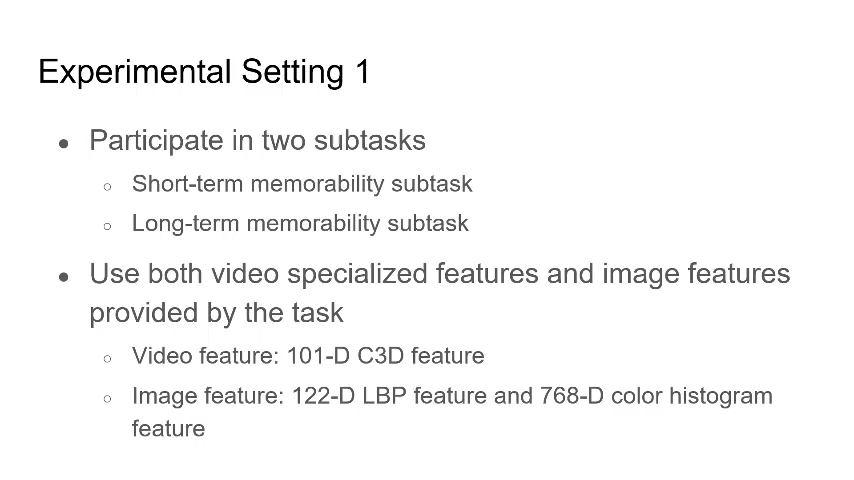 Experimental Setting 1
● Participate in two subtasks
○ Short-term memorability subtask
○ Long-term memorability subtask
● Use both video specialized features and image features
provided by the task
○ Video feature: 101-D C3D feature
○ Image feature: 122-D LBP feature and 768-D color histogram
feature